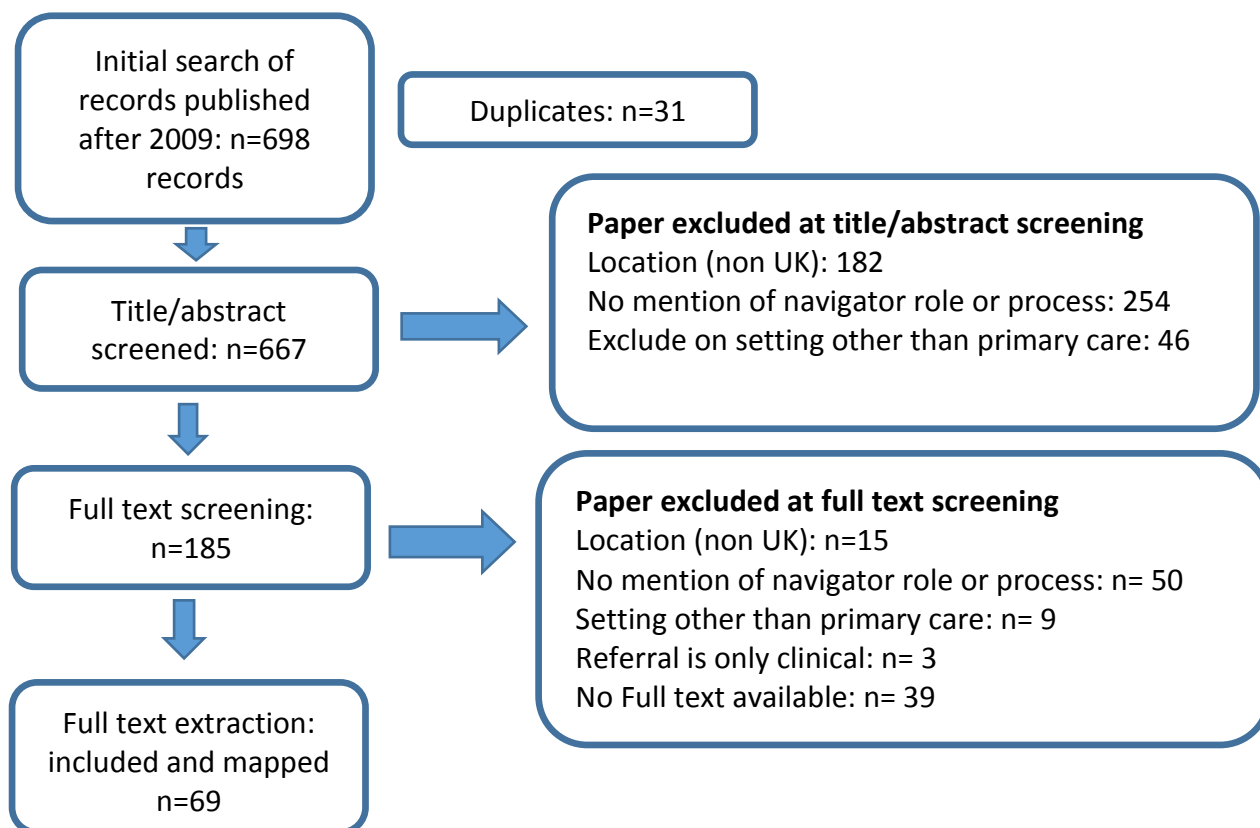 Initial search of
records published
after 2009: n=698
records
Duplicates: n=31
Paper excluded at title/abstract screening
Location (non UK): 182
No mention of navigator role or process: 254
Exclude on setting other than primary care: 46
Title/abstract
screened: n=667
Full text screening:
n=185
Paper excluded at full text screening
Location (non UK): n=15
No mention of navigator role or process: n= 50
Setting other than primary care: n= 9
Referral is only clinical: n= 3
No Full text available: n= 39
Full text extraction:
included and mapped
n=69